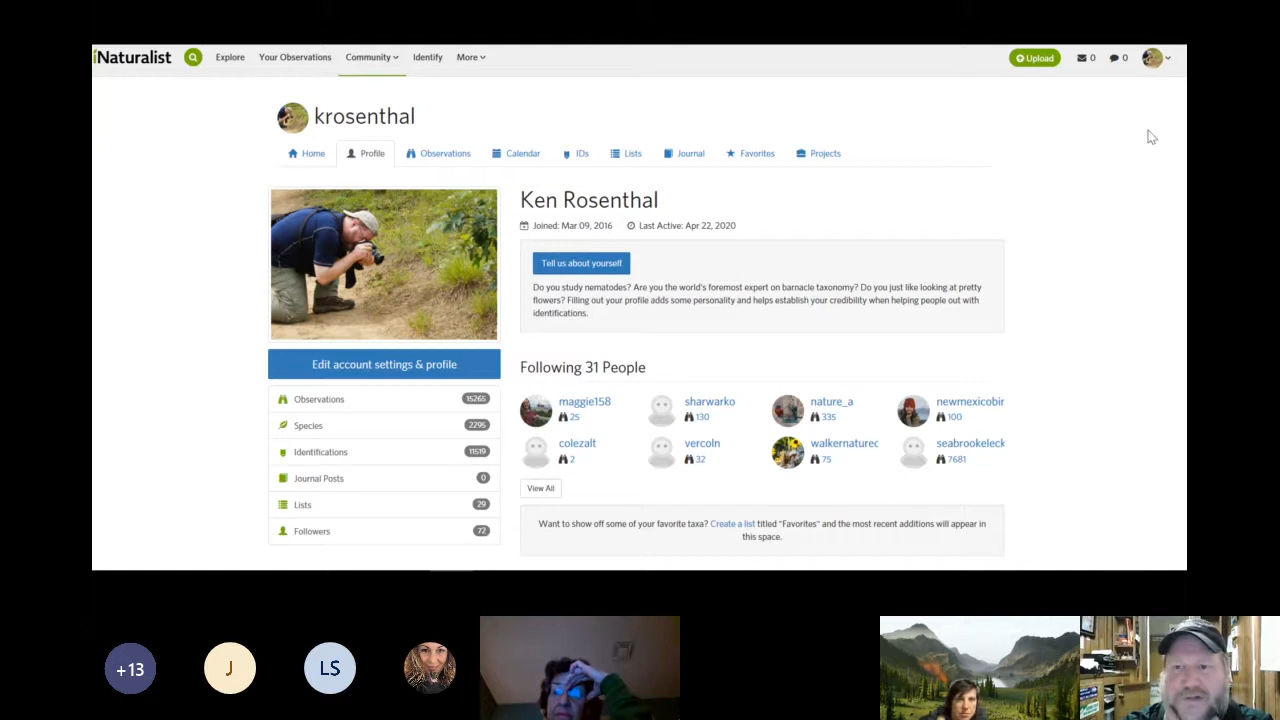 iNaturalist Explore Your Observations Community Identify More Upload 0 0
krosenthal
Home Profile Observations Calendar IDs Lists Journal Favorites Projects
Ken Rosenthal
Joined: Mar 09, 2016 Last Active: Apr 22, 2020
Tell us about yourself
Do you study nematodes? Are you the world's foremost expert on barnacle taxonomy? Do you just like looking at pretty
flowers? Filling out your profile adds some personality and helps establish your credibility when helping people out with
identifications.
Edit account settings & profile
Observations 15265
Species 2295
Identifications 11519
Journal Posts 0
Lists 29
Followers 72
Following 31 People
maggie158 sharwarko nature_a newmexicobir
25 130 335 100
colezalt vercoln walkernaturec seabrookeleck
2 32 75 7681
View All
Want to show off some of your favorite taxa? Create a list titled "Favorites" and the most recent additions will appear in
this space.
+13 J LS